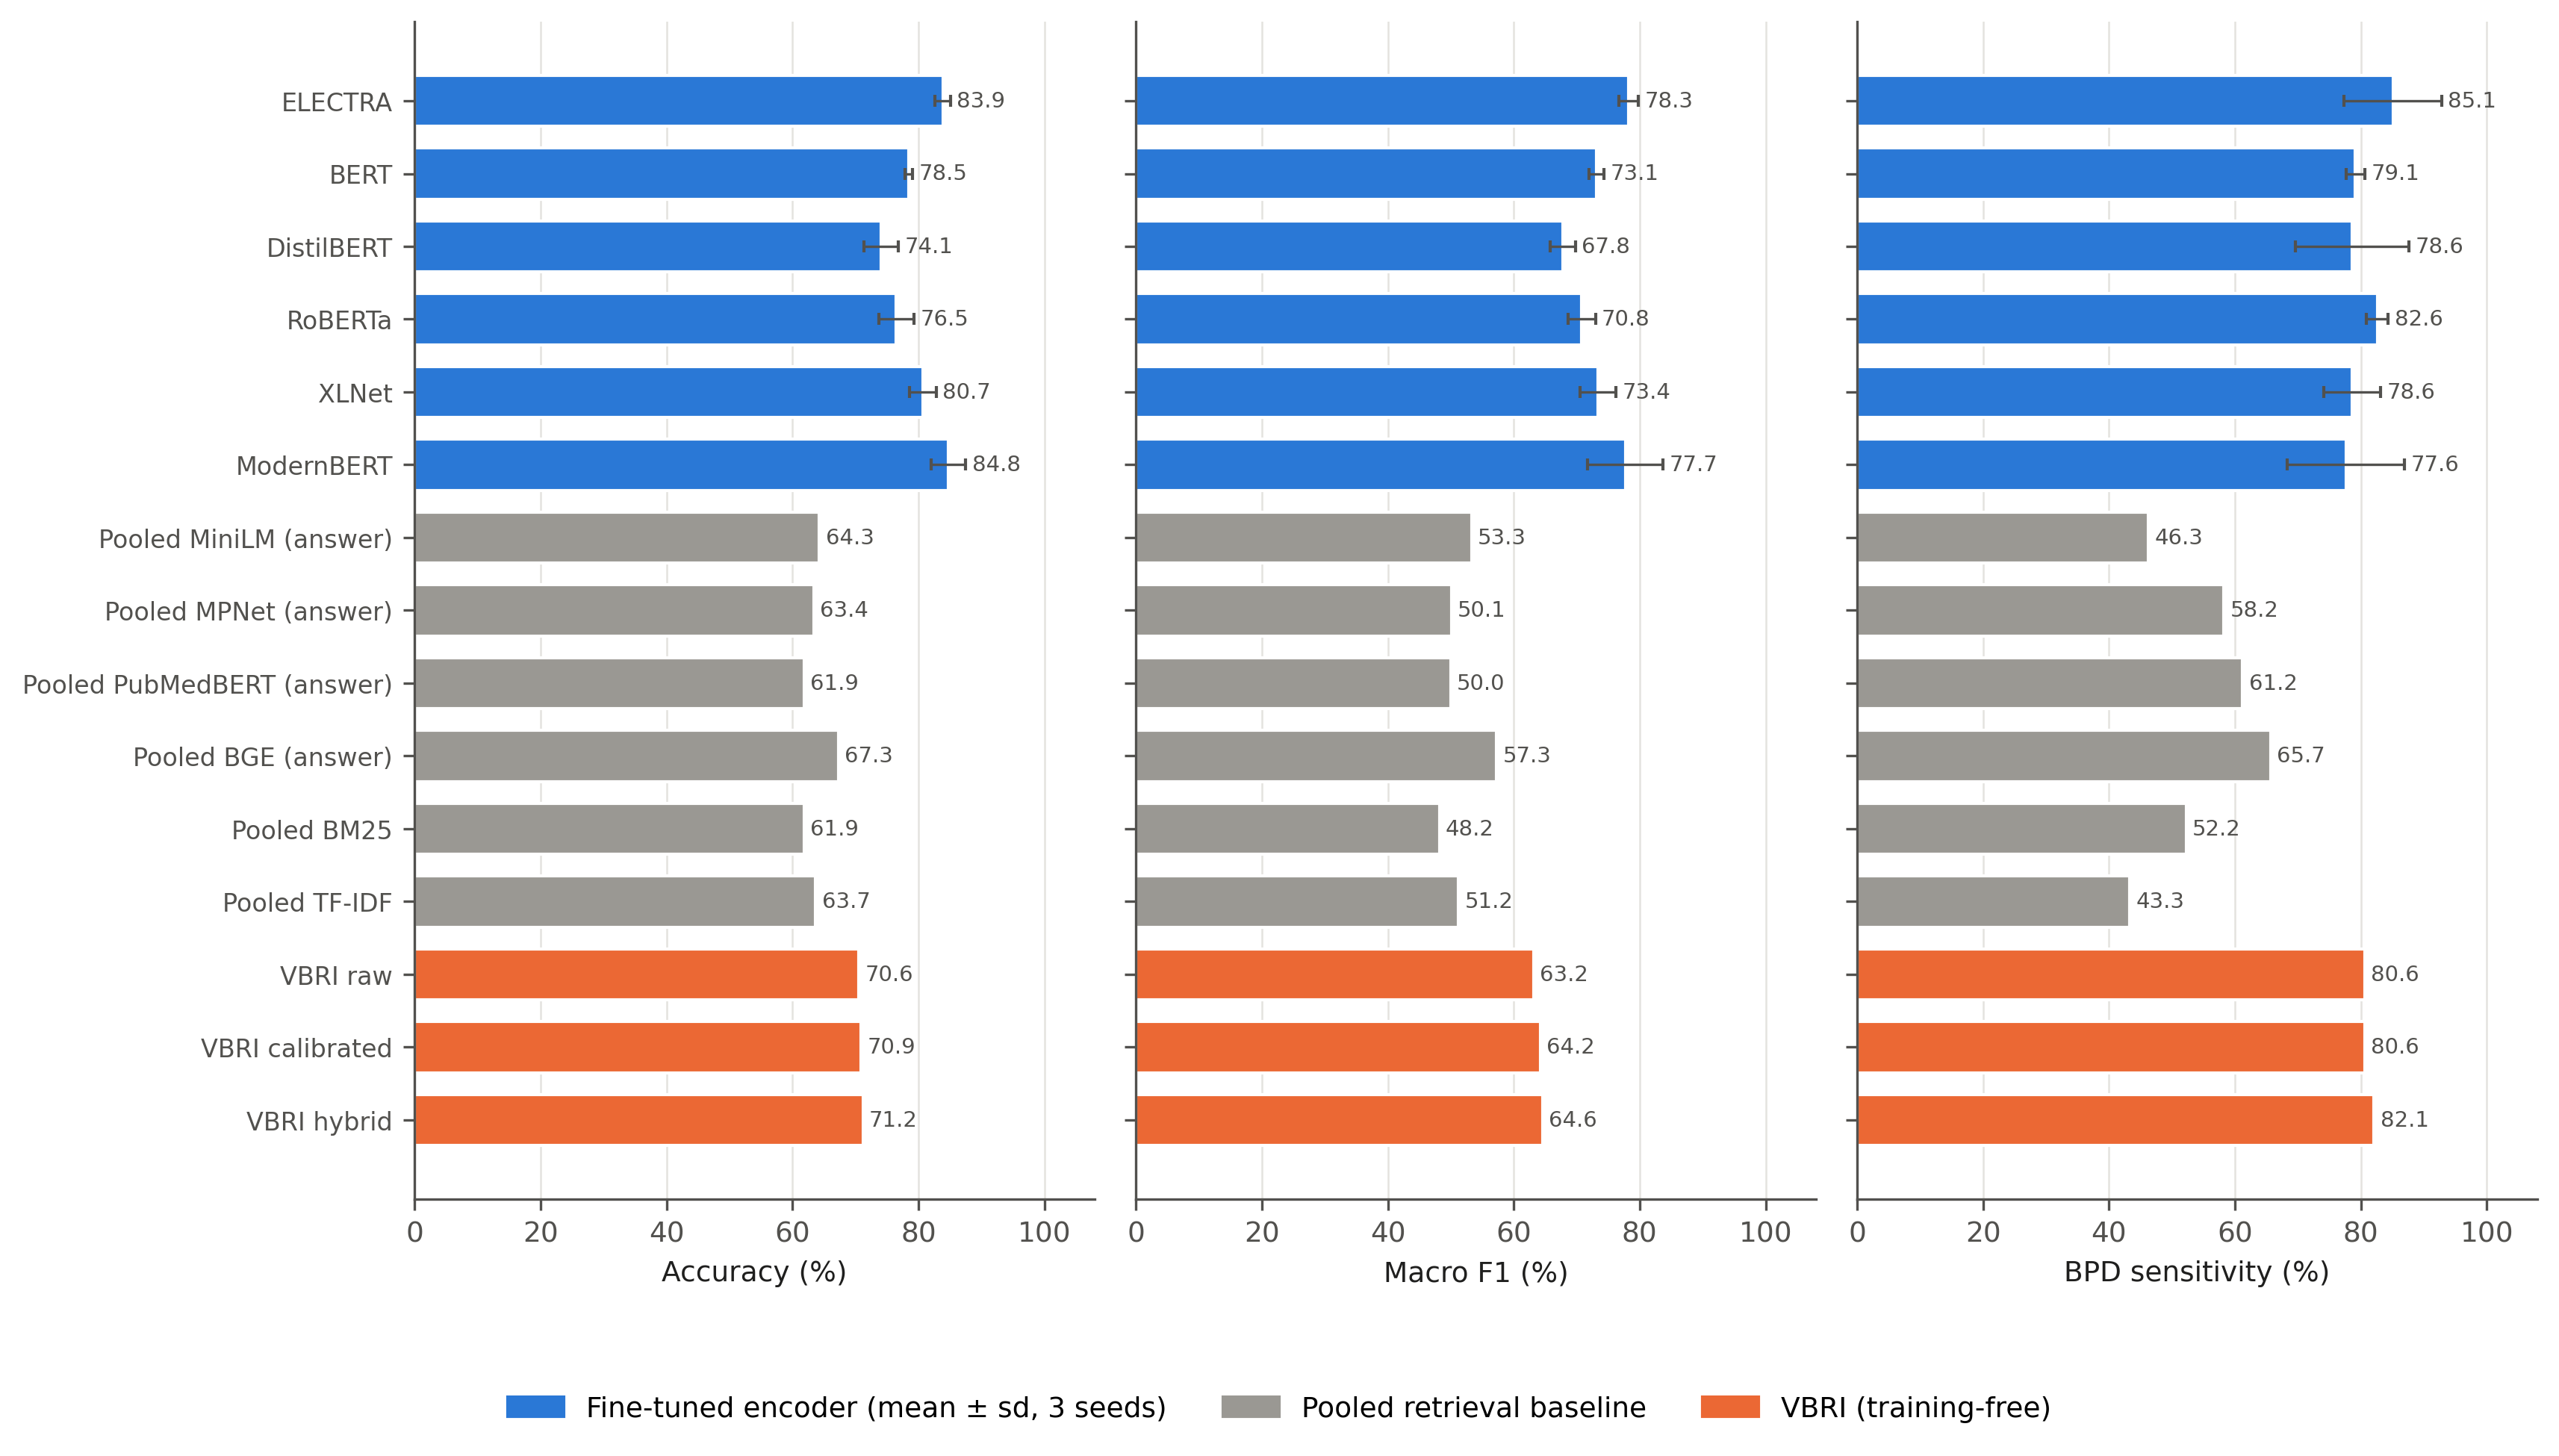 ELECTRA 83.9 78.3 85.1
BERT 78.5 73.1 79.1
DistilBERT 74.1 67.8 78.6
RoBERTa 76.5 70.8 82.6
XLNet 80.7 73.4 78.6
ModernBERT 84.8 77.7 77.6
Pooled MiniLM (answer) 64.3 53.3 46.3
Pooled MPNet (answer) 63.4 50.1 58.2
Pooled PubMedBERT (answer) 61.9 50.0 61.2
Pooled BGE (answer) 67.3 57.3 65.7
Pooled BM25 61.9 48.2 52.2
Pooled TF-IDF 63.7 51.2 43.3
VBRI raw 70.6 63.2 80.6
VBRI calibrated 70.9 64.2 80.6
VBRI hybrid 71.2 64.6 82.1
0 20 40 60 80 100 0 20 40 60 80 100 0 20 40 60 80 100
Accuracy (%) Macro F1 (%) BPD sensitivity (%)
Fine-tuned encoder (mean ± sd, 3 seeds) Pooled retrieval baseline VBRI (training-free)